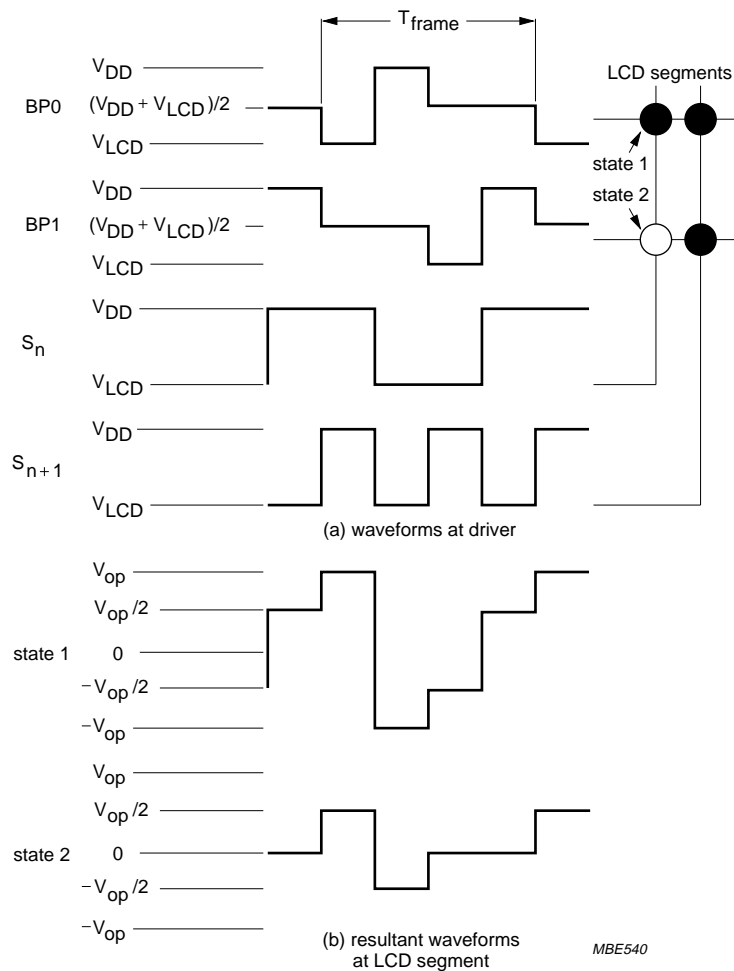 T frame
V DD
BP0 (V DD + V LCD )/2
V LCD
LCD segments
state 1
state 2
V DD
BP1 (V DD + V LCD )/2
V LCD
V DD
S n
V LCD
V DD
S n + 1
V LCD
(a) waveforms at driver
V op
V op /2
state 1 0
−V op /2
−V op
V op
V op /2
state 2 0
−V op /2
−V op
(b) resultant waveforms
at LCD segment
MBE540